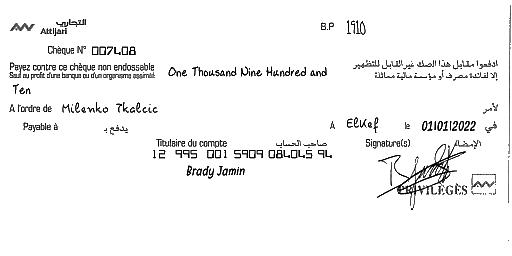 التجاري
Attijari
B.P 1910
Chèque N° 007408
Payez contre ce chèque non endossable
Sauf au profit d'une banque ou d'un organisme assimilé
One Thousand Nine Hundred and
ادفعوا مقابل هذا الصك غير القابل للتظهير
إلا لفائدة مصرف أو مؤسسة مالية مماثلة
Ten
A l'ordre de Milenko Tkalcic
لأمر
Payable à يدفع بـ
A ElKef le 01/01/2022 في
Titulaire du compte صاحب الحساب
Signature(s) الإمضاء
12 995 001 5909 084045 94
Brady Jamin
PRIVILÈGES